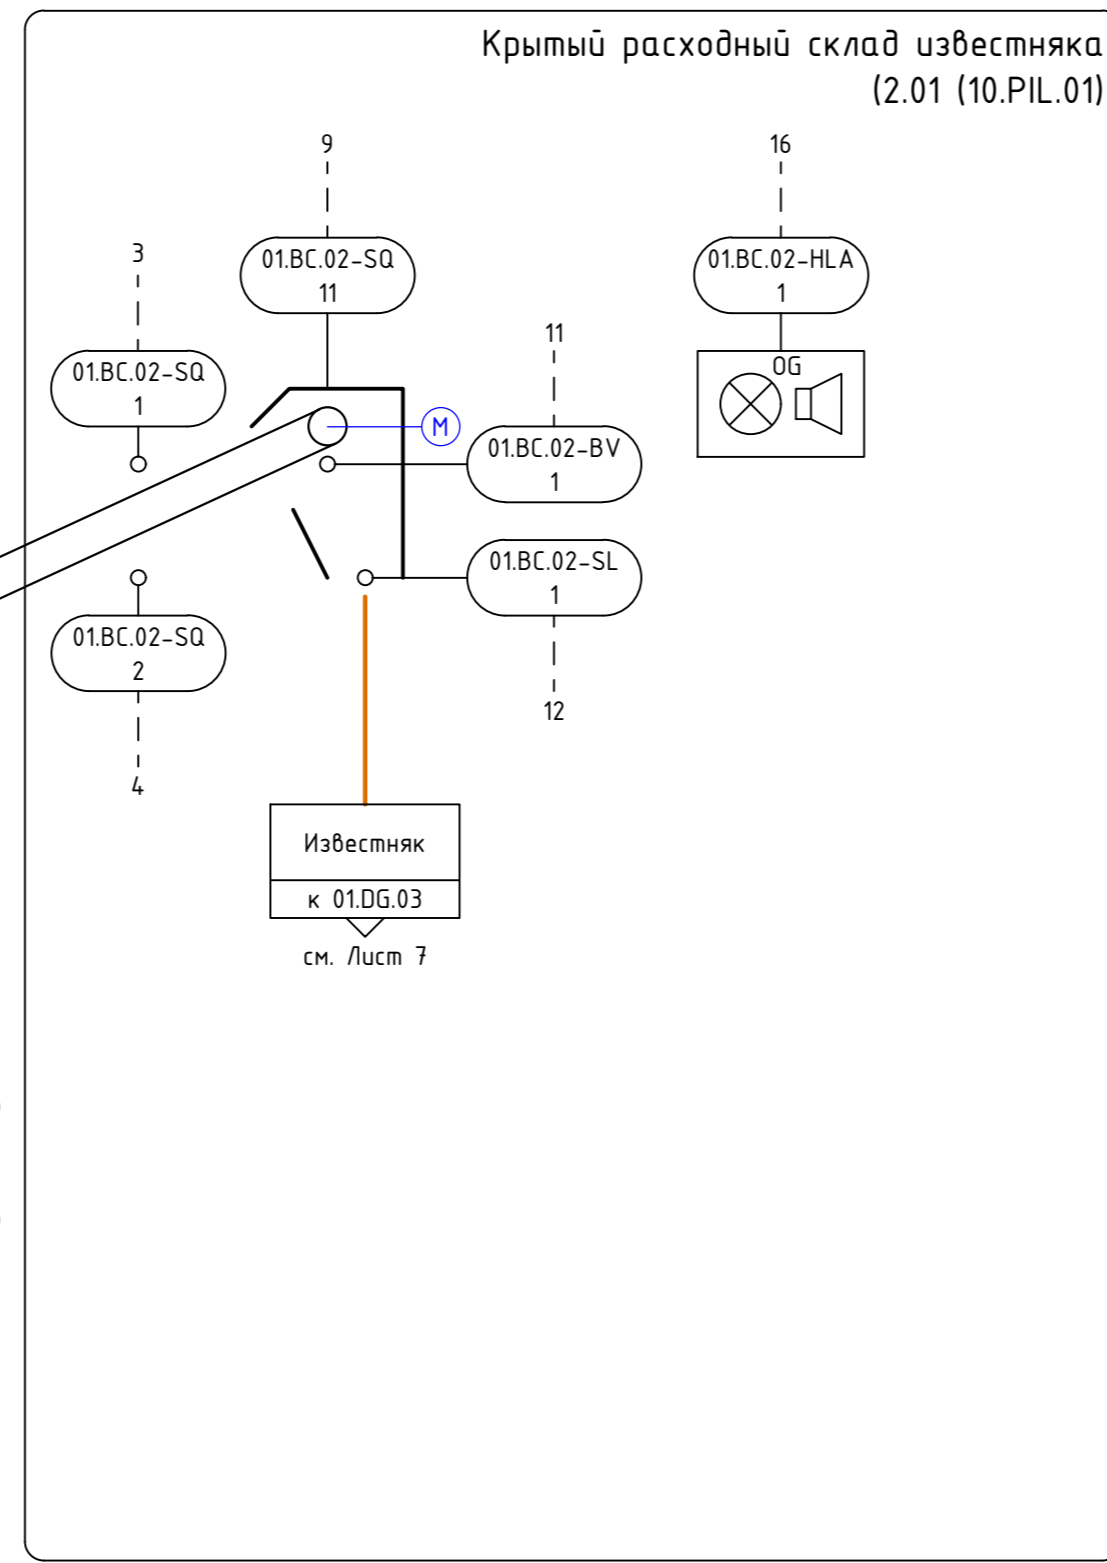 Крытый расходный склад известняка
(2.01 (10.PIL.01)
9
16
3
01.BC.02-SQ
11
01.BC.02-HLA
1
11
01.BC.02-SQ
1
OG
M
01.BC.02-BV
1
01.BC.02-SL
1
01.BC.02-SQ
2
12
4
Известняк
к 01.DG.03
см. Лист 7